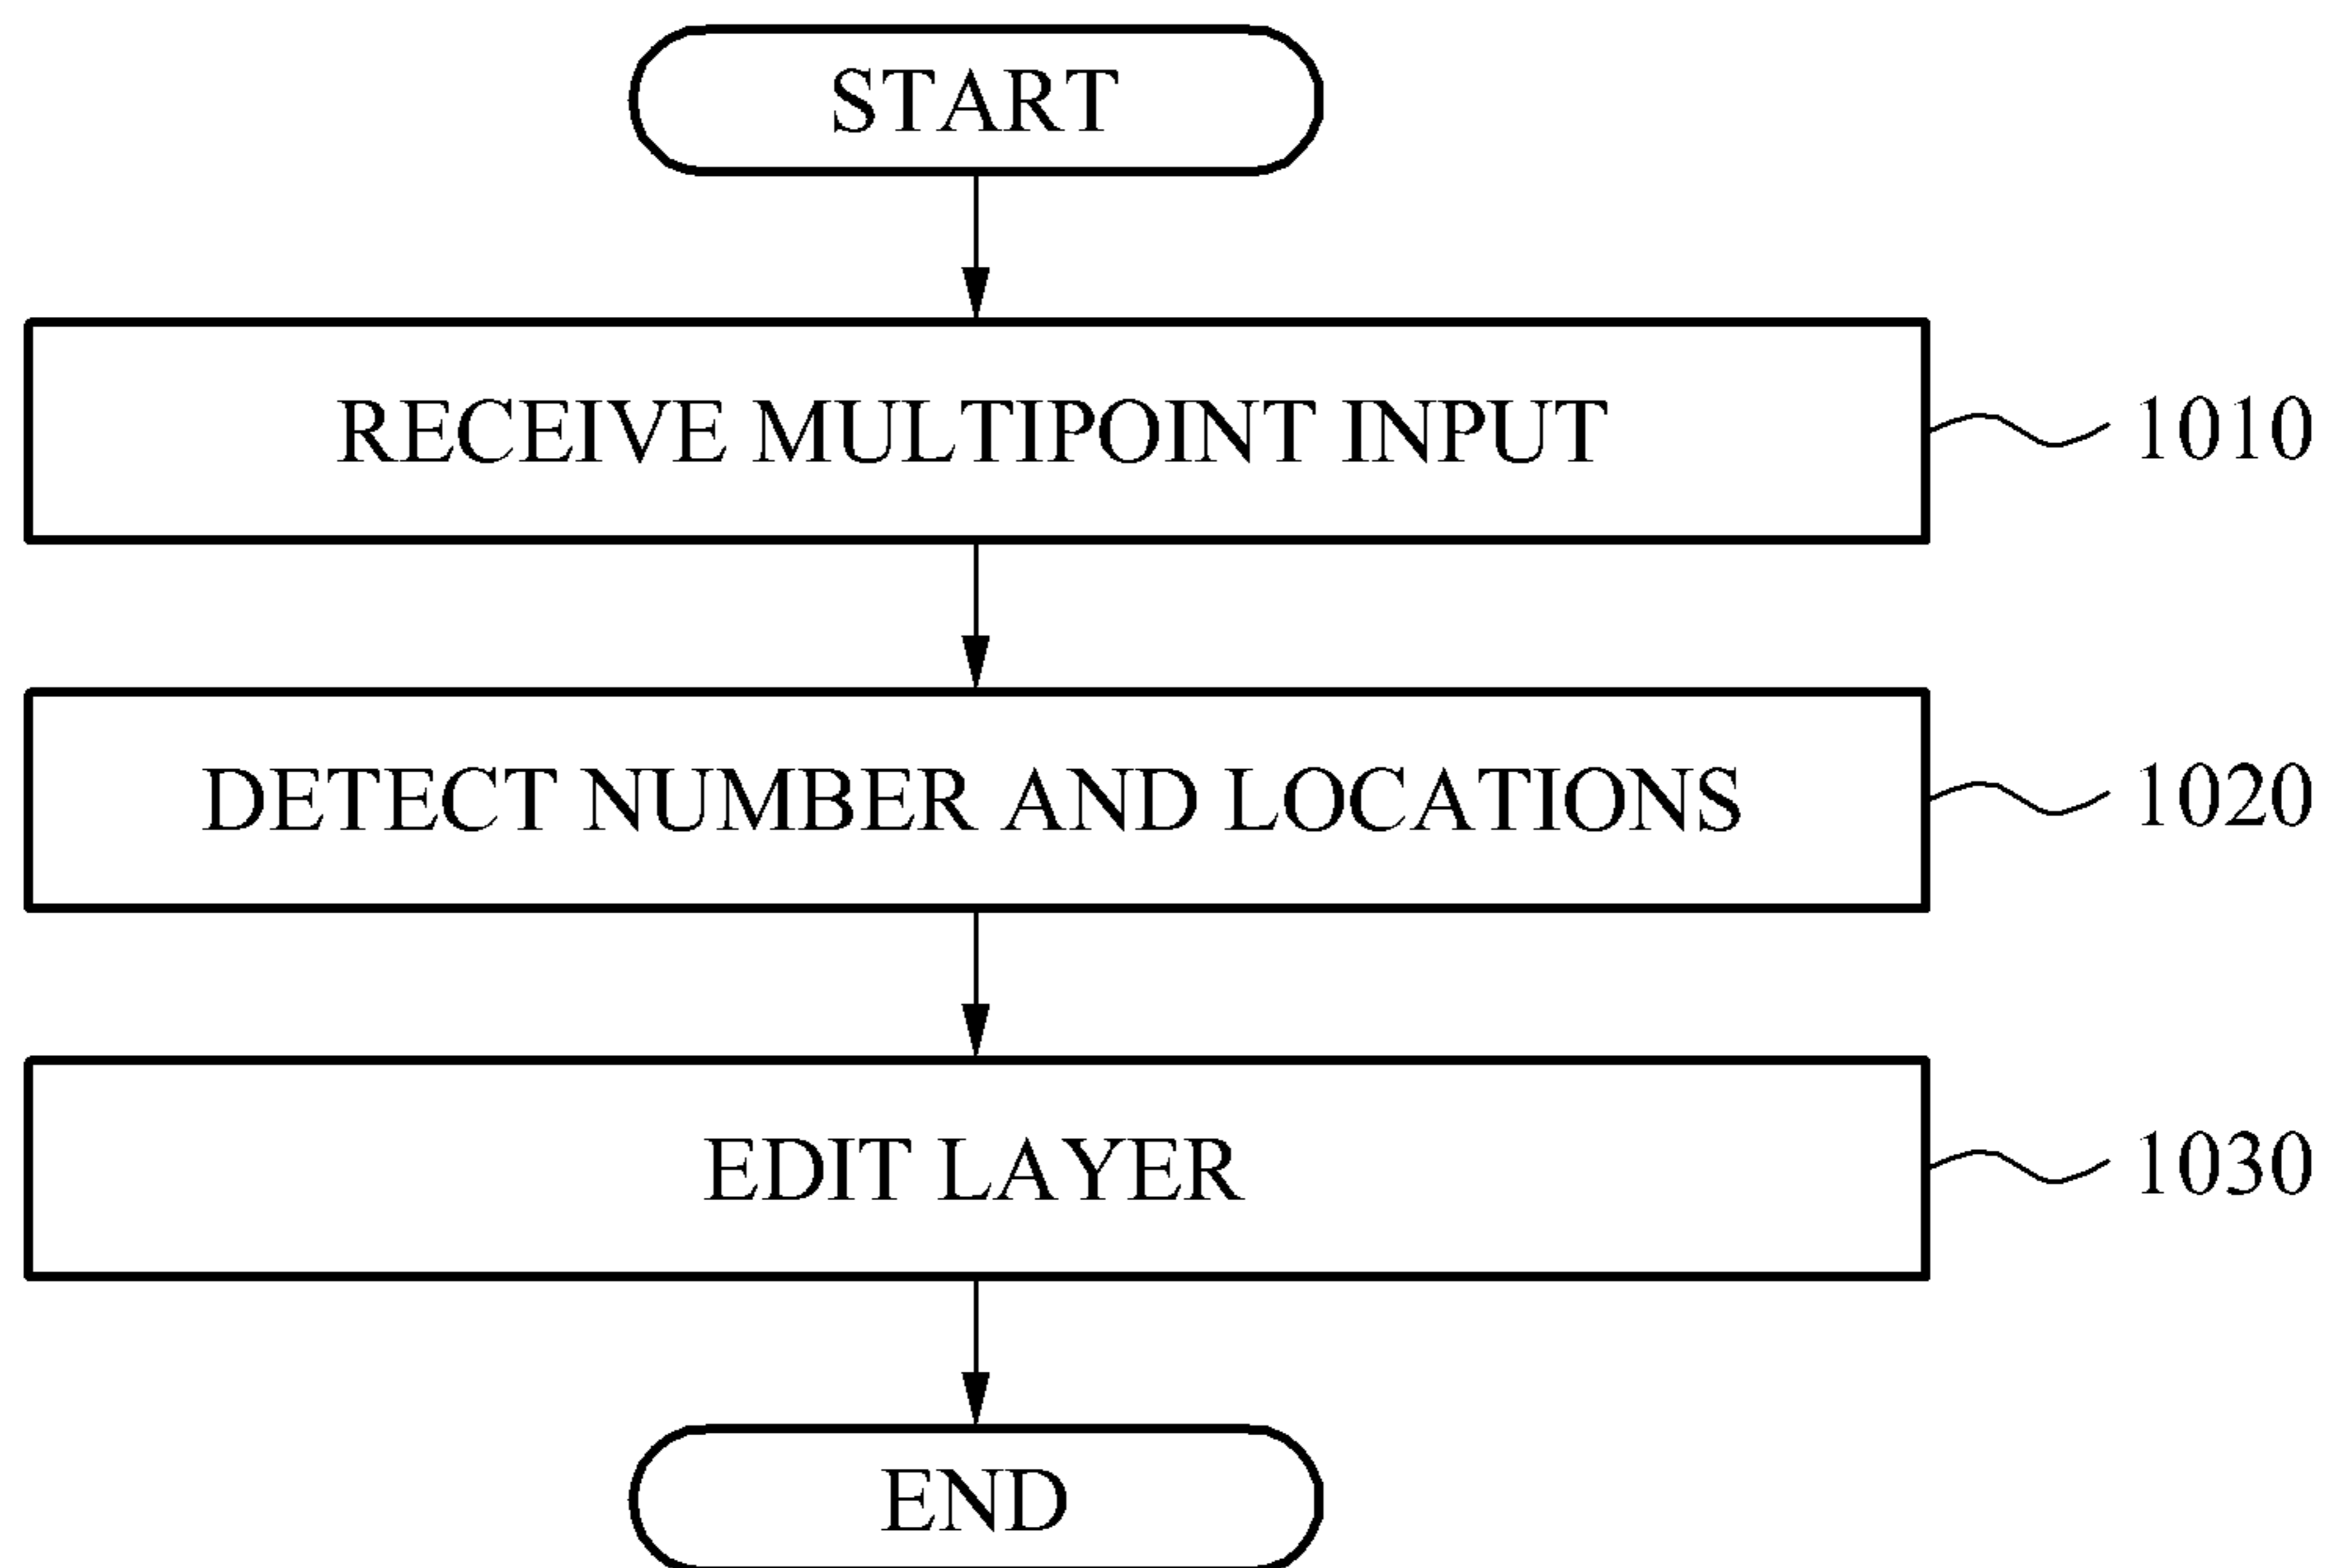 START
RECEIVE MULTIPOINT INPUT
1010
DETECT NUMBER AND LOCATIONS
1020
EDIT LAYER
1030
END